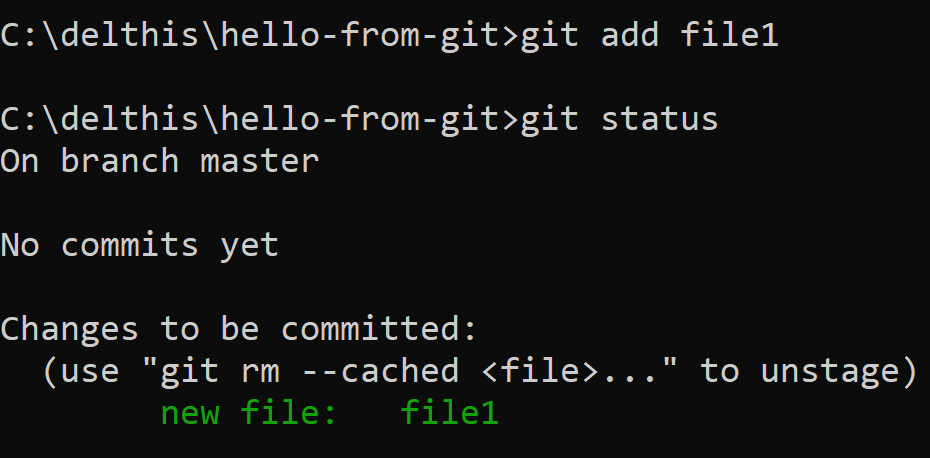 C:\delthis\hello-from-git>git add file1
C:\delthis\hello-from-git>git status
On branch master
No commits yet
Changes to be committed:
  (use "git rm --cached <file>..." to unstage)
        new file:   file1